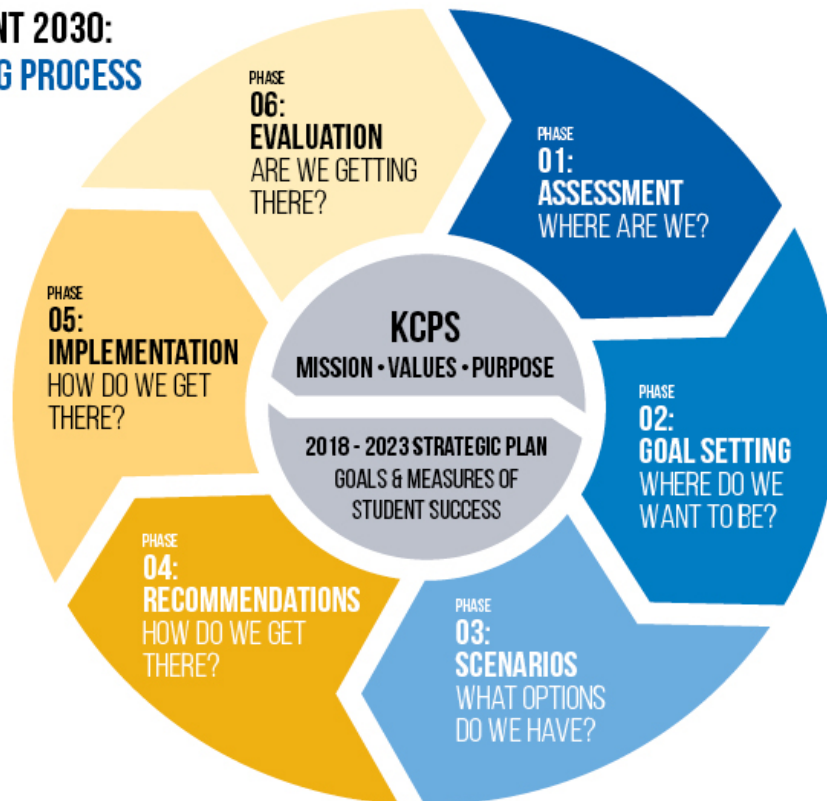 NT 2030:
G PROCESS
PHASE
01:
ASSESSMENT
WHERE ARE WE?
PHASE
02:
GOAL SETTING
WHERE DO WE
WANT TO BE?
PHASE
03:
SCENARIOS
WHAT OPTIONS
DO WE HAVE?
PHASE
04:
RECOMMENDATIONS
HOW DO WE GET
THERE?
PHASE
05:
IMPLEMENTATION
HOW DO WE GET
THERE?
PHASE
06:
EVALUATION
ARE WE GETTING
THERE?
KCPS
MISSION • VALUES • PURPOSE
2018 - 2023 STRATEGIC PLAN
GOALS & MEASURES OF
STUDENT SUCCESS